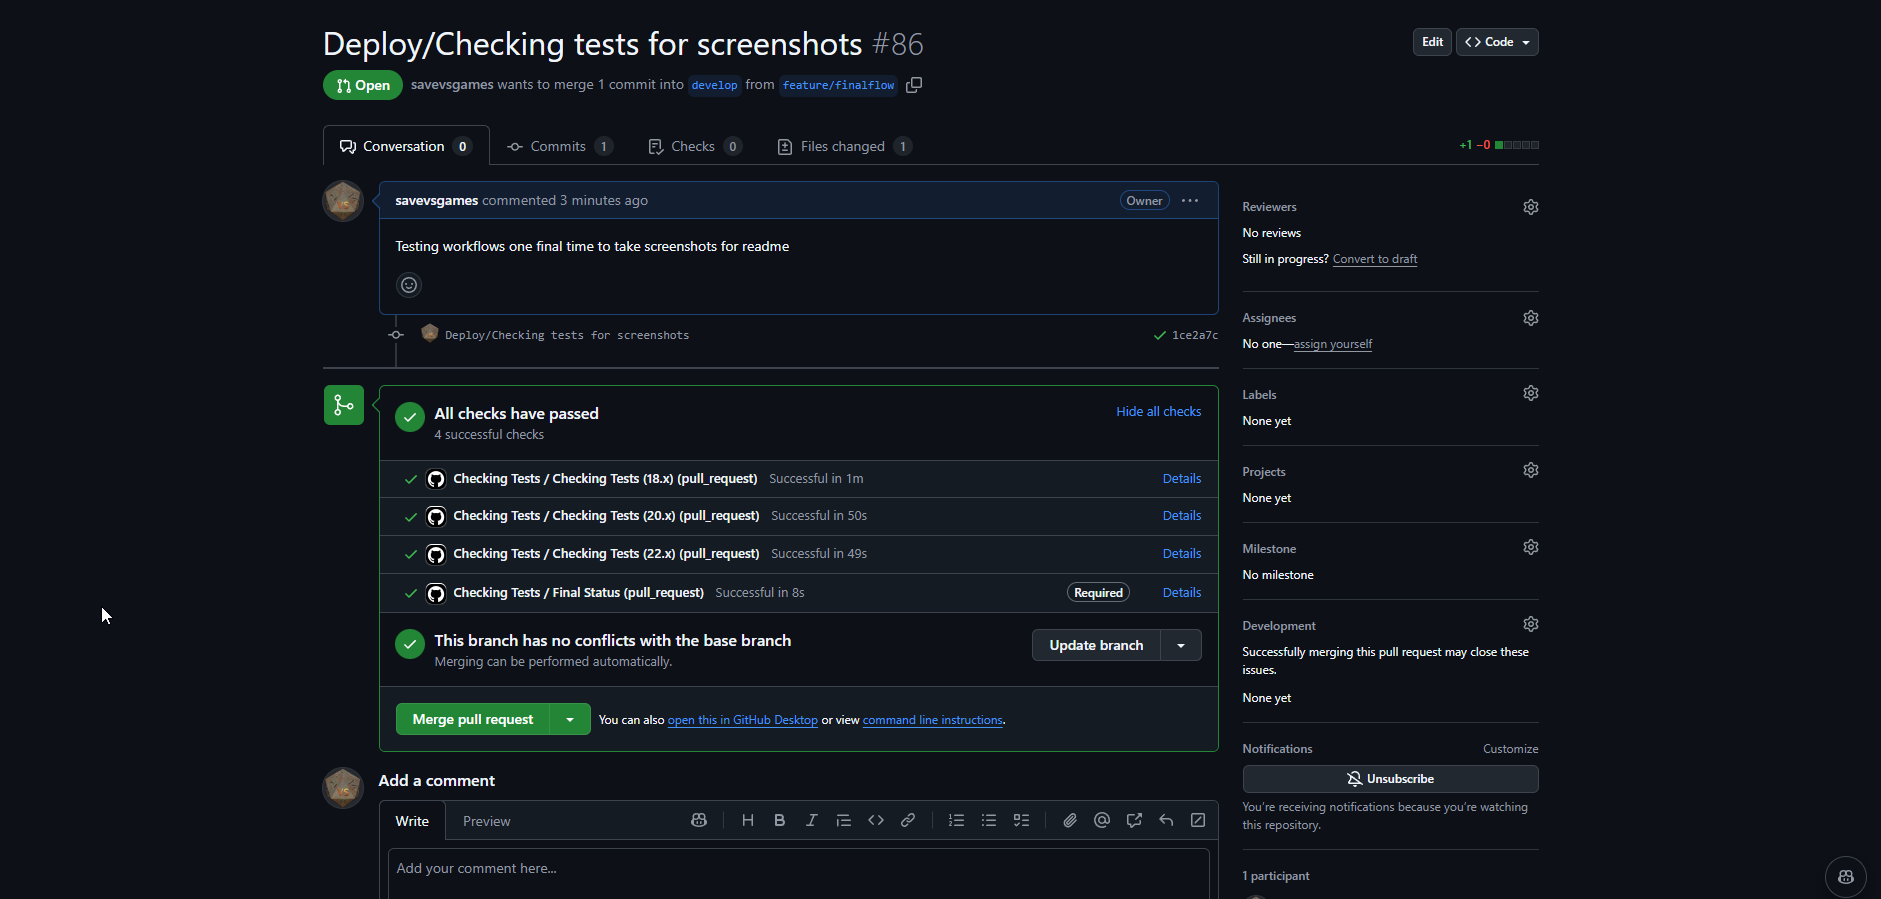 Deploy/Checking tests for screenshots #86
Edit
Code
Open
savevsgames wants to merge 1 commit into develop from feature/finalflow
Conversation 0
Commits 1
Checks 0
Files changed 1
+1 −0
savevsgames commented 3 minutes ago
Owner
Testing workflows one final time to take screenshots for readme
Deploy/Checking tests for screenshots
1ce2a7c
All checks have passed
4 successful checks
Hide all checks
Checking Tests / Checking Tests (18.x) (pull_request) Successful in 1m
Details
Checking Tests / Checking Tests (20.x) (pull_request) Successful in 50s
Details
Checking Tests / Checking Tests (22.x) (pull_request) Successful in 49s
Details
Checking Tests / Final Status (pull_request) Successful in 8s
Required
Details
This branch has no conflicts with the base branch
Merging can be performed automatically.
Update branch
Merge pull request
You can also open this in GitHub Desktop or view command line instructions.
Add a comment
Write
Preview
Add your comment here...
Reviewers
No reviews
Still in progress? Convert to draft
Assignees
No one—assign yourself
Labels
None yet
Projects
None yet
Milestone
No milestone
Development
Successfully merging this pull request may close these
issues.
None yet
Notifications
Customize
Unsubscribe
You're receiving notifications because you're watching
this repository.
1 participant